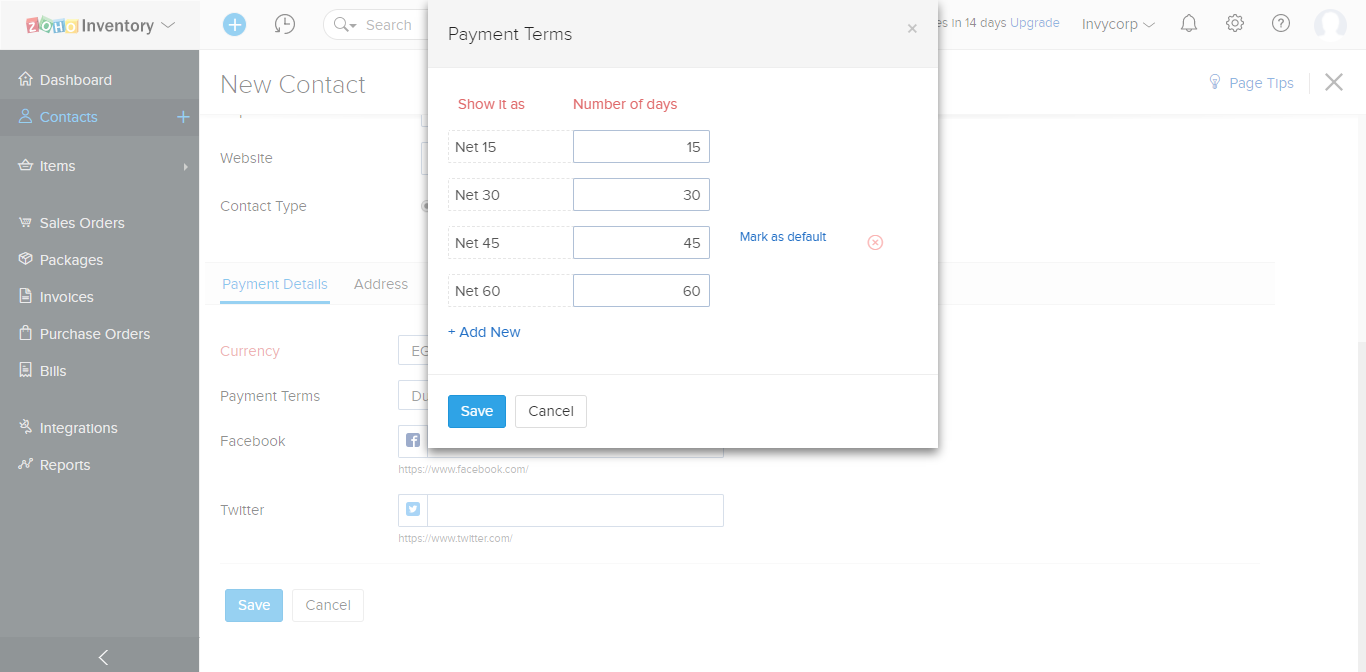 ZOHO Inventory
Search
Payment Terms
es in 14 days Upgrade
Invycorp
Dashboard
Contacts
Items
Sales Orders
Packages
Invoices
Purchase Orders
Bills
Integrations
Reports
New Contact
Page Tips
Website
Contact Type
Payment Details
Address
Currency
EG
Payment Terms
Du
Facebook
https://www.facebook.com/
Twitter
https://www.twitter.com/
Save
Cancel
Show it as
Number of days
Net 15
15
Net 30
30
Net 45
45
Mark as default
Net 60
60
+ Add New
Save
Cancel